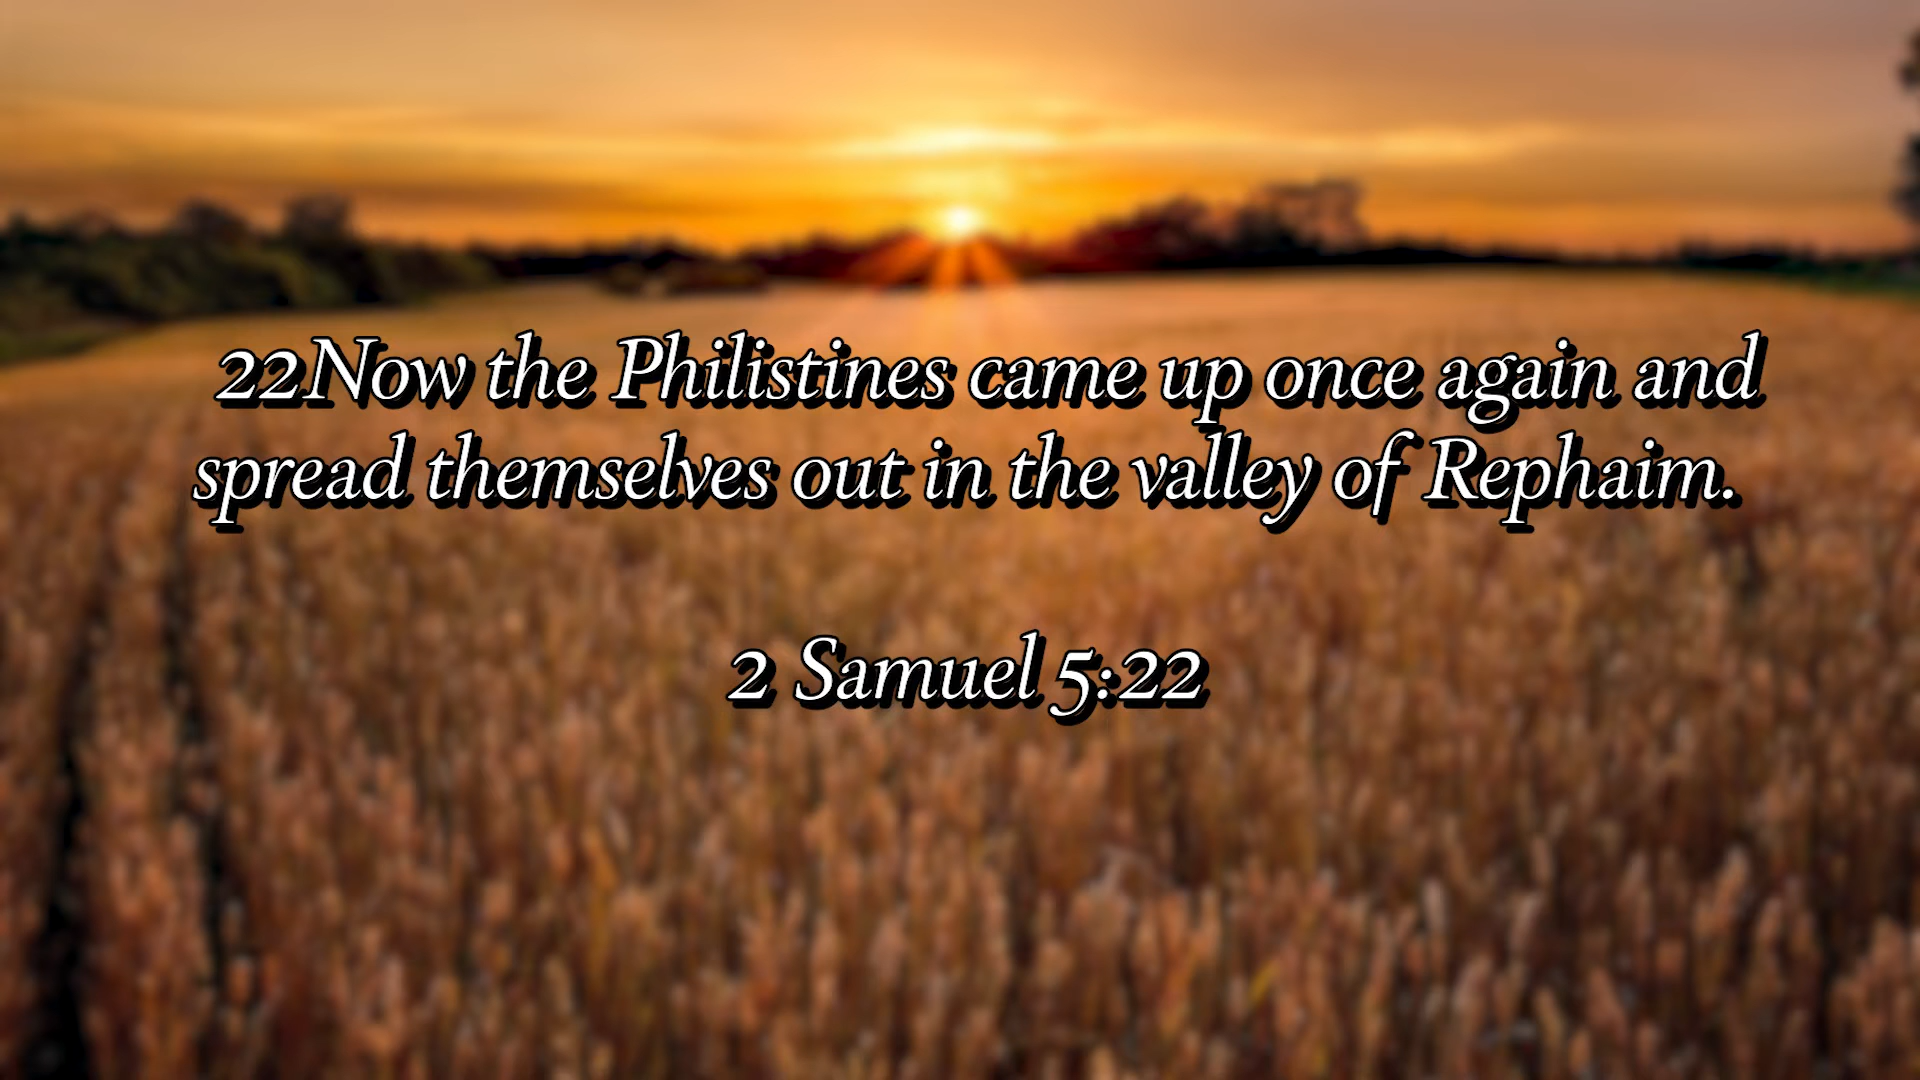 22Now the Philistines came up once again and
spread themselves out in the valley of Rephaim.
2 Samuel 5:22